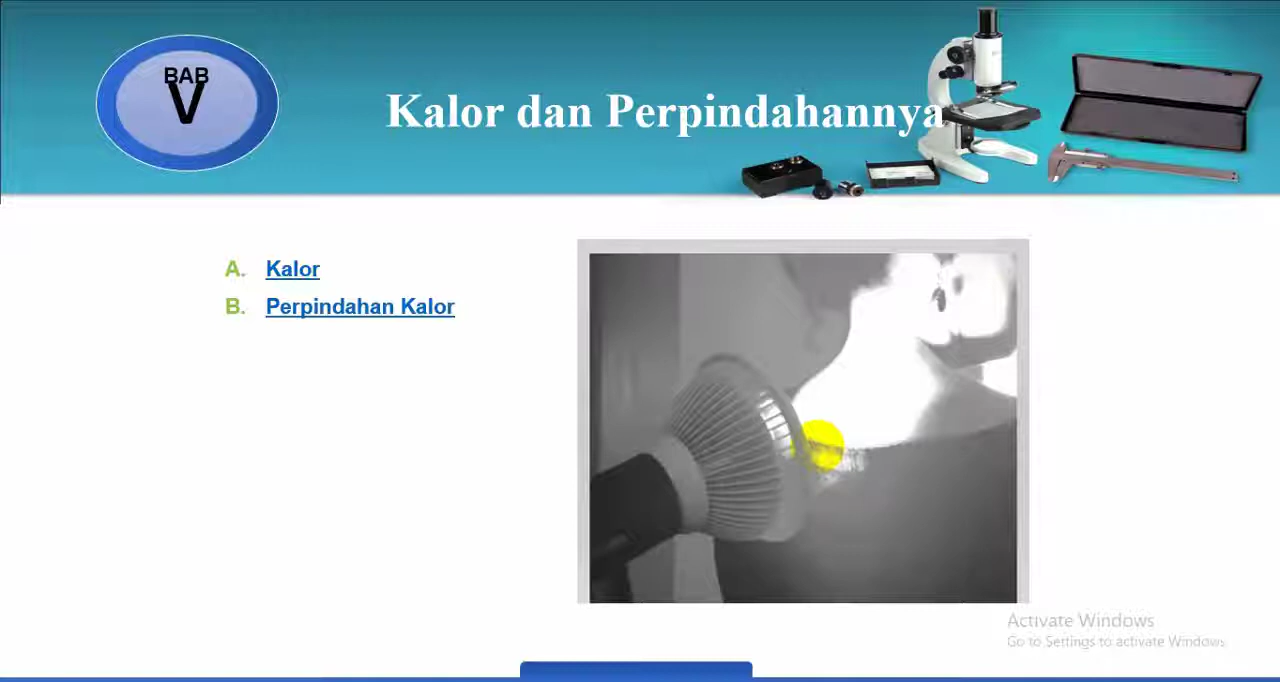 BAB
V
Kalor dan Perpindahannya
A. Kalor
B. Perpindahan Kalor
Activate Windows
Go to Settings to activate Windows.